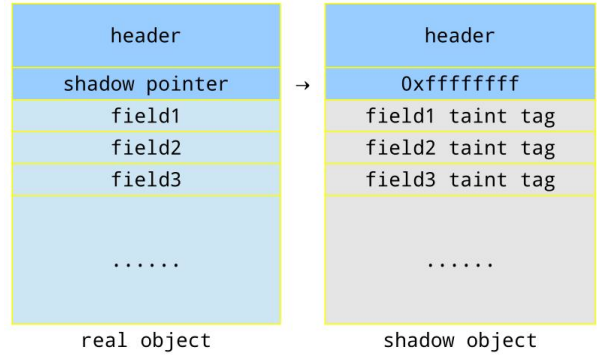 header
shadow pointer
field1
field2
field3
......
real object
→
header
0xffffffff
field1 taint tag
field2 taint tag
field3 taint tag
......
shadow object